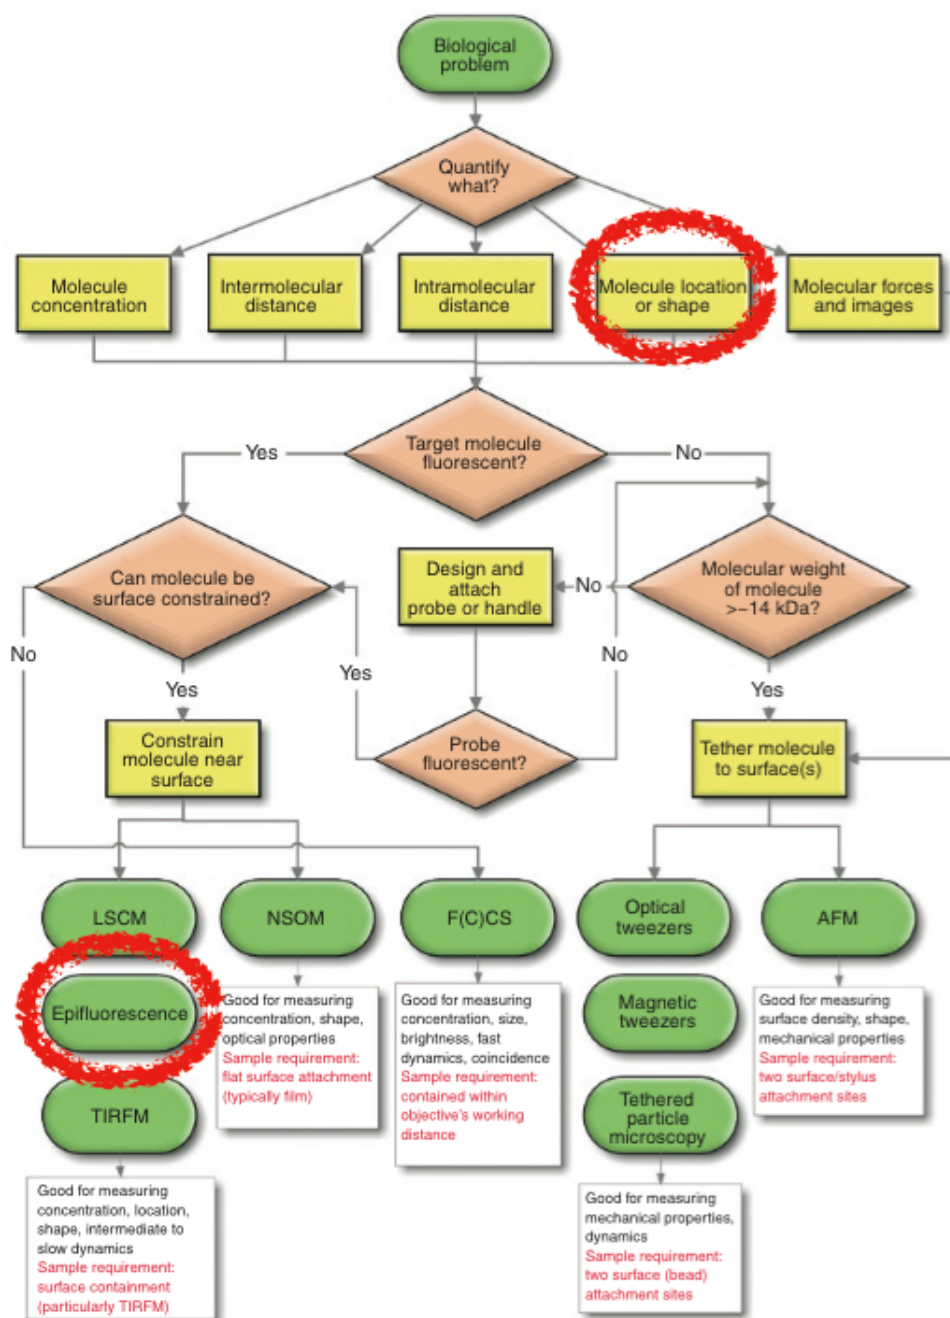 Biological
problem
Quantify
what?
Molecule
concentration
Intermolecular
distance
Intramolecular
distance
Molecule location
or shape
Molecular forces
and images
Target molecule
fluorescent?
Yes
No
Can molecule be
surface constrained?
Design and
attach
probe or handle
No
Molecular weight
of molecule
>~14 kDa?
No
Yes
Yes
No
Yes
Constrain
molecule near
surface
Probe
fluorescent?
Tether molecule
to surface(s)
LSCM
NSOM
F(C)CS
Optical
tweezers
AFM
Epifluorescence
Good for measuring
concentration, shape,
optical properties
Sample requirement:
flat surface attachment
(typically film)
Good for measuring
concentration, size,
brightness, fast
dynamics, coincidence
Sample requirement:
contained within
objective's working
distance
Magnetic
tweezers
Good for measuring
surface density, shape,
mechanical properties
Sample requirement:
two surface/stylus
attachment sites
TIRFM
Tethered
particle
microscopy
Good for measuring
concentration, location,
shape, intermediate to
slow dynamics
Sample requirement:
surface containment
(particularly TIRFM)
Good for measuring
mechanical properties,
dynamics
Sample requirement:
two surface (bead)
attachment sites